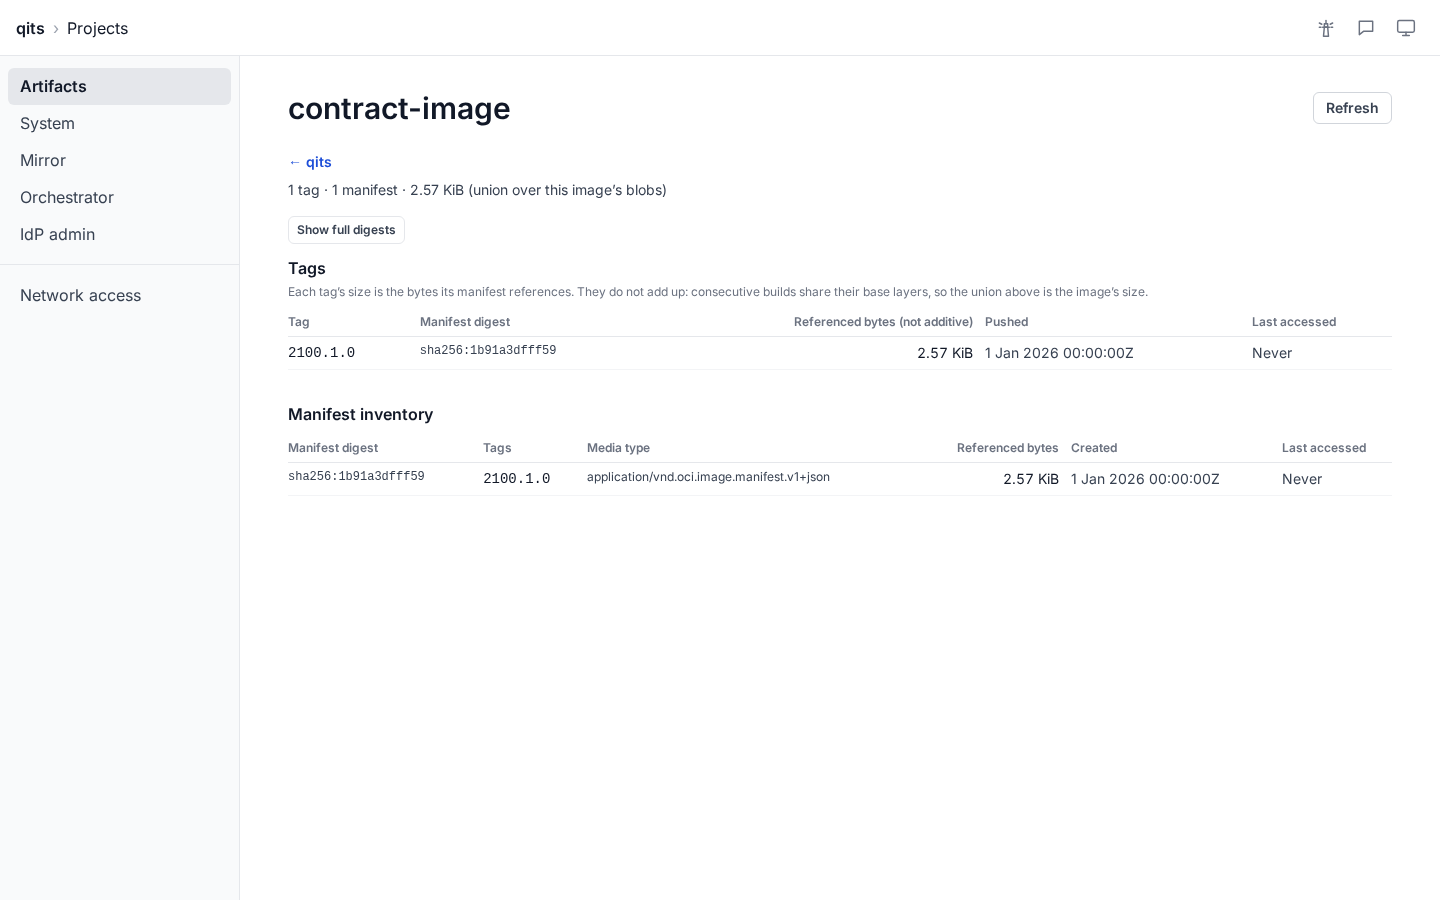 qits › Projects
Artifacts
System
Mirror
Orchestrator
IdP admin
Network access
contract-image
Refresh
← qits
1 tag · 1 manifest · 2.57 KiB (union over this image’s blobs)
Show full digests
Tags
Each tag’s size is the bytes its manifest references. They do not add up: consecutive builds share their base layers, so the union above is the image’s size.
Tag Manifest digest Referenced bytes (not additive) Pushed Last accessed
2100.1.0 sha256:1b91a3dfff59 2.57 KiB 1 Jan 2026 00:00:00Z Never
Manifest inventory
Manifest digest Tags Media type Referenced bytes Created Last accessed
sha256:1b91a3dfff59 2100.1.0 application/vnd.oci.image.manifest.v1+json 2.57 KiB 1 Jan 2026 00:00:00Z Never